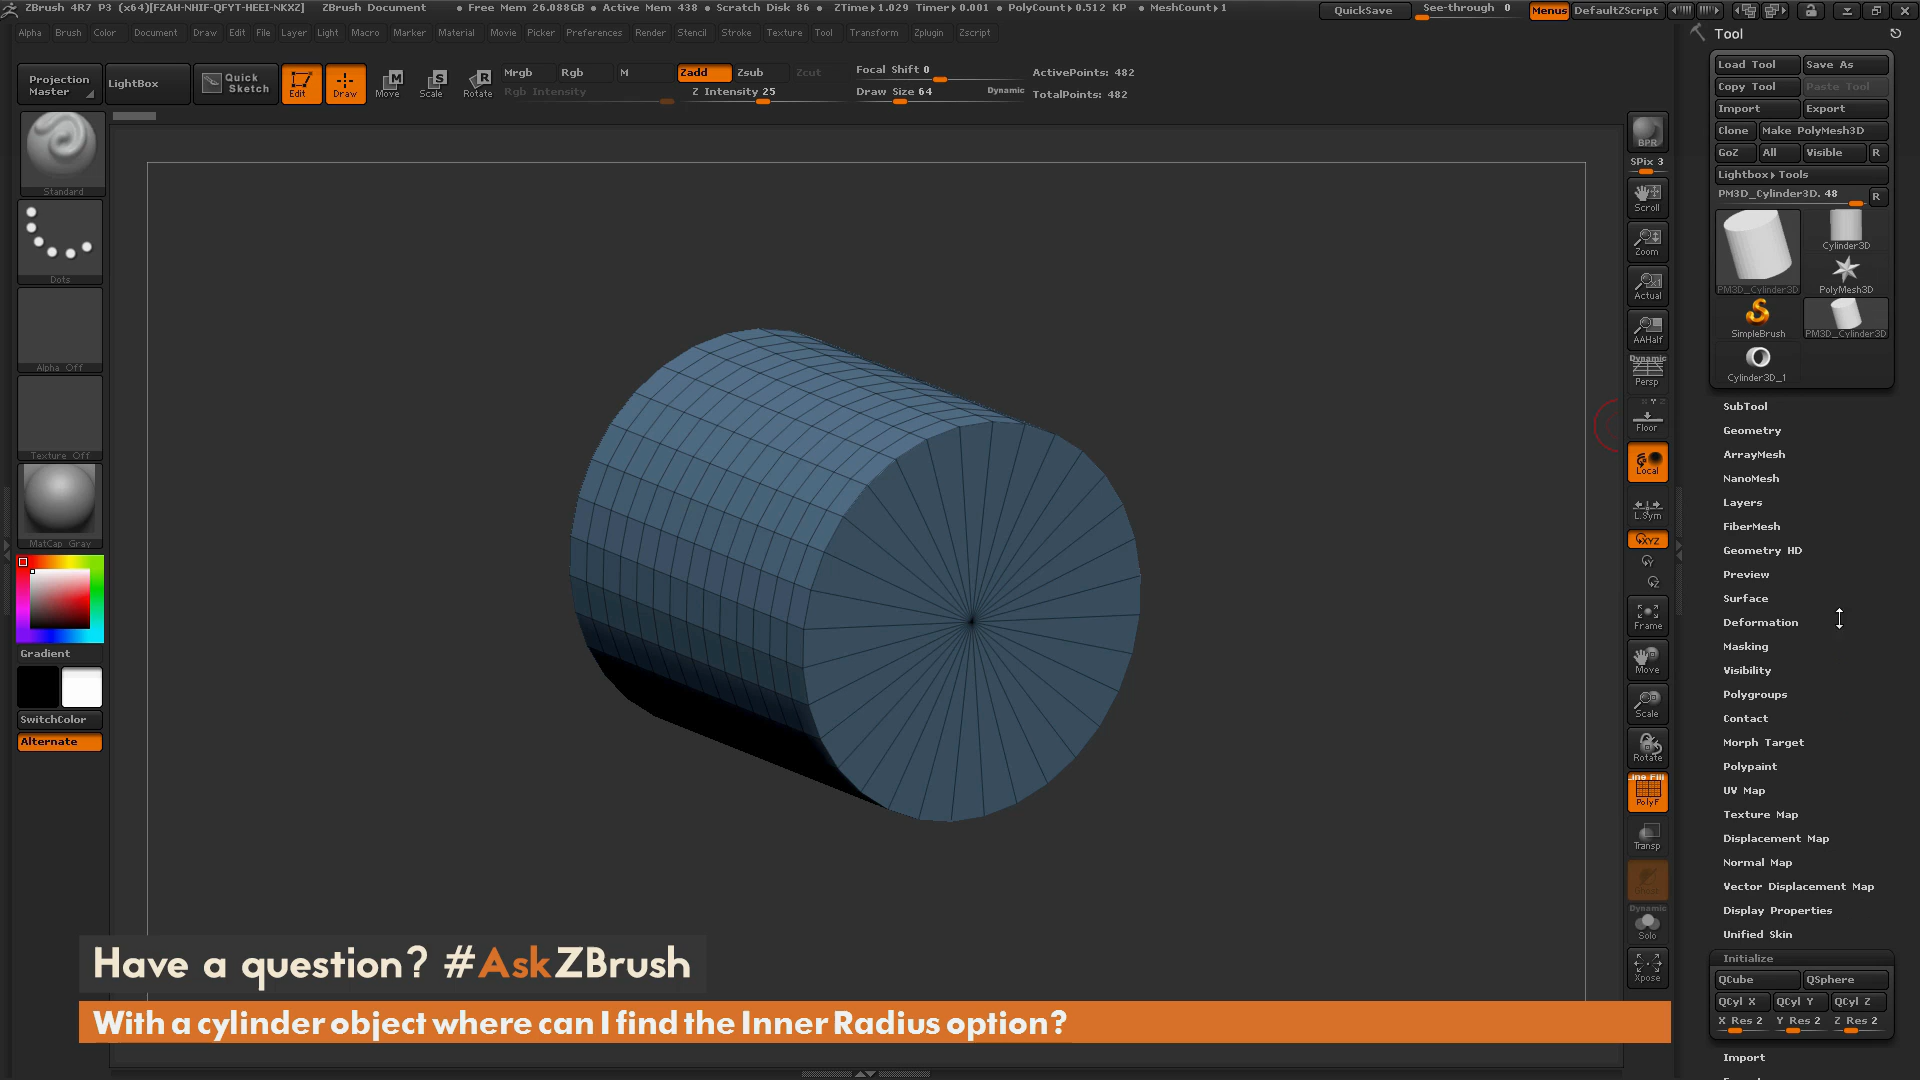 ZBrush 4R7 P3 (x64)[FZAH-NHIF-QFYT-HEEI-NKXZ] ZBrush Document • Free Mem 26.088GB • Active Mem 438 • Scratch Disk 86 • ZTime▸1.029 Timer▸0.001 • PolyCount▸0.512 KP • MeshCount▸1 QuickSave See-through 0 Menus DefaultZScript
Alpha Brush Color Document Draw Edit File Layer Light Macro Marker Material Movie Picker Preferences Render Stencil Stroke Texture Tool Transform Zplugin Zscript
Projection Master
LightBox
Quick Sketch
Edit
Draw
Move
Scale
Rotate
Mrgb Rgb M
Rgb Intensity
Zadd Zsub Zcut
Z Intensity 25
Focal Shift 0
Draw Size 64 Dynamic
ActivePoints: 482
TotalPoints: 482
Standard
Dots
Alpha Off
Texture Off
MatCap Gray
Gradient
SwitchColor
Alternate
BPR
SPix 3
Scroll
Zoom
Actual
AAHalf
Dynamic
Persp
Floor
Local
L.Sym
XYZ
Y
Z
Frame
Move
Scale
Rotate
Line Fill
PolyF
Transp
Ghost
Dynamic
Solo
Xpose
Tool
Load Tool Save As
Copy Tool Paste Tool
Import Export
Clone Make PolyMesh3D
GoZ All Visible R
Lightbox▸Tools
PM3D_Cylinder3D. 48 R
PM3D_Cylinder3D
Cylinder3D
PolyMesh3D
SimpleBrush
PM3D_Cylinder3D
Cylinder3D_1
SubTool
Geometry
ArrayMesh
NanoMesh
Layers
FiberMesh
Geometry HD
Preview
Surface
Deformation
Masking
Visibility
Polygroups
Contact
Morph Target
Polypaint
UV Map
Texture Map
Displacement Map
Normal Map
Vector Displacement Map
Display Properties
Unified Skin
Initialize
QCube QSphere
QCyl X QCyl Y QCyl Z
X Res 2 Y Res 2 Z Res 2
Import
Have a question? #AskZBrush
With a cylinder object where can I find the Inner Radius option?